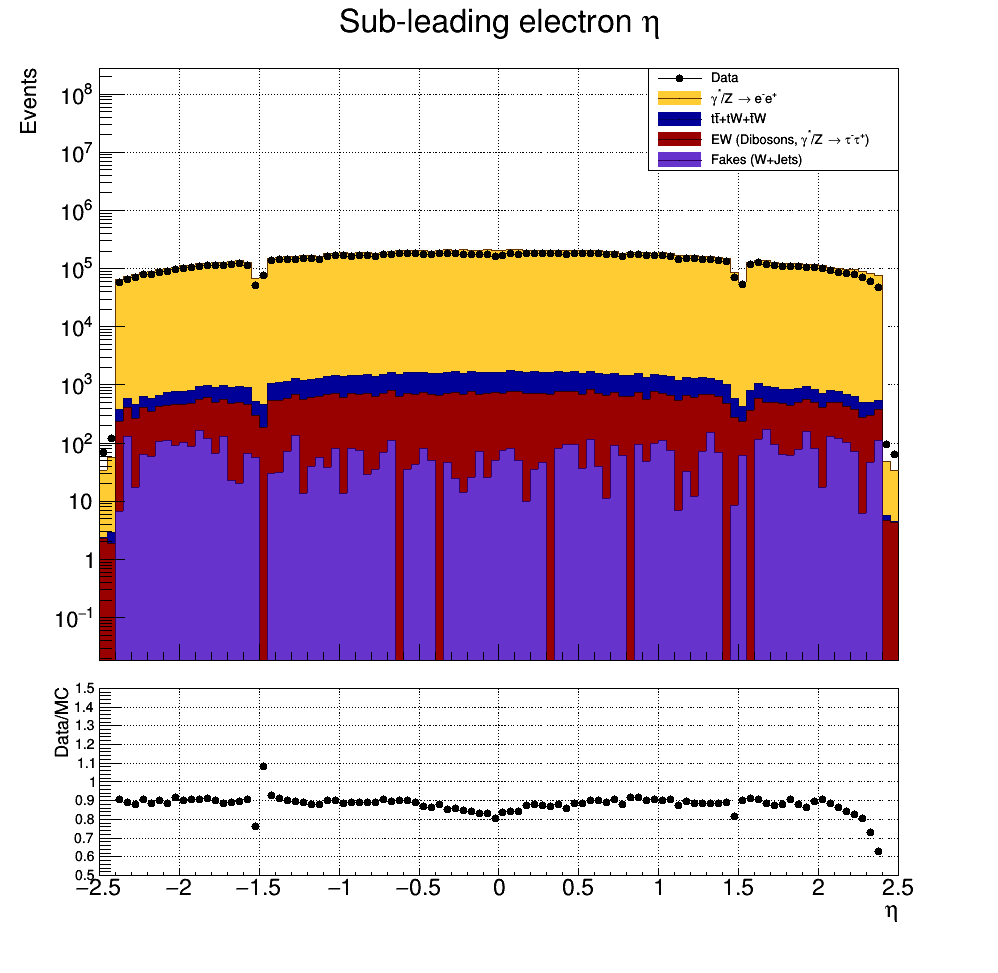 Sub-leading electron η
Events
10⁸
10⁷
10⁶
10⁵
10⁴
10³
10²
10
1
10⁻¹
Data
γ*/Z → e⁻e⁺
tt̄+tW+t̄W
EW (Dibosons, γ*/Z → τ⁻τ⁺)
Fakes (W+Jets)
Data/MC
1.5
1.4
1.3
1.2
1.1
1
0.9
0.8
0.7
0.6
0.5
−2.5 −2 −1.5 −1 −0.5 0 0.5 1 1.5 2 2.5
η